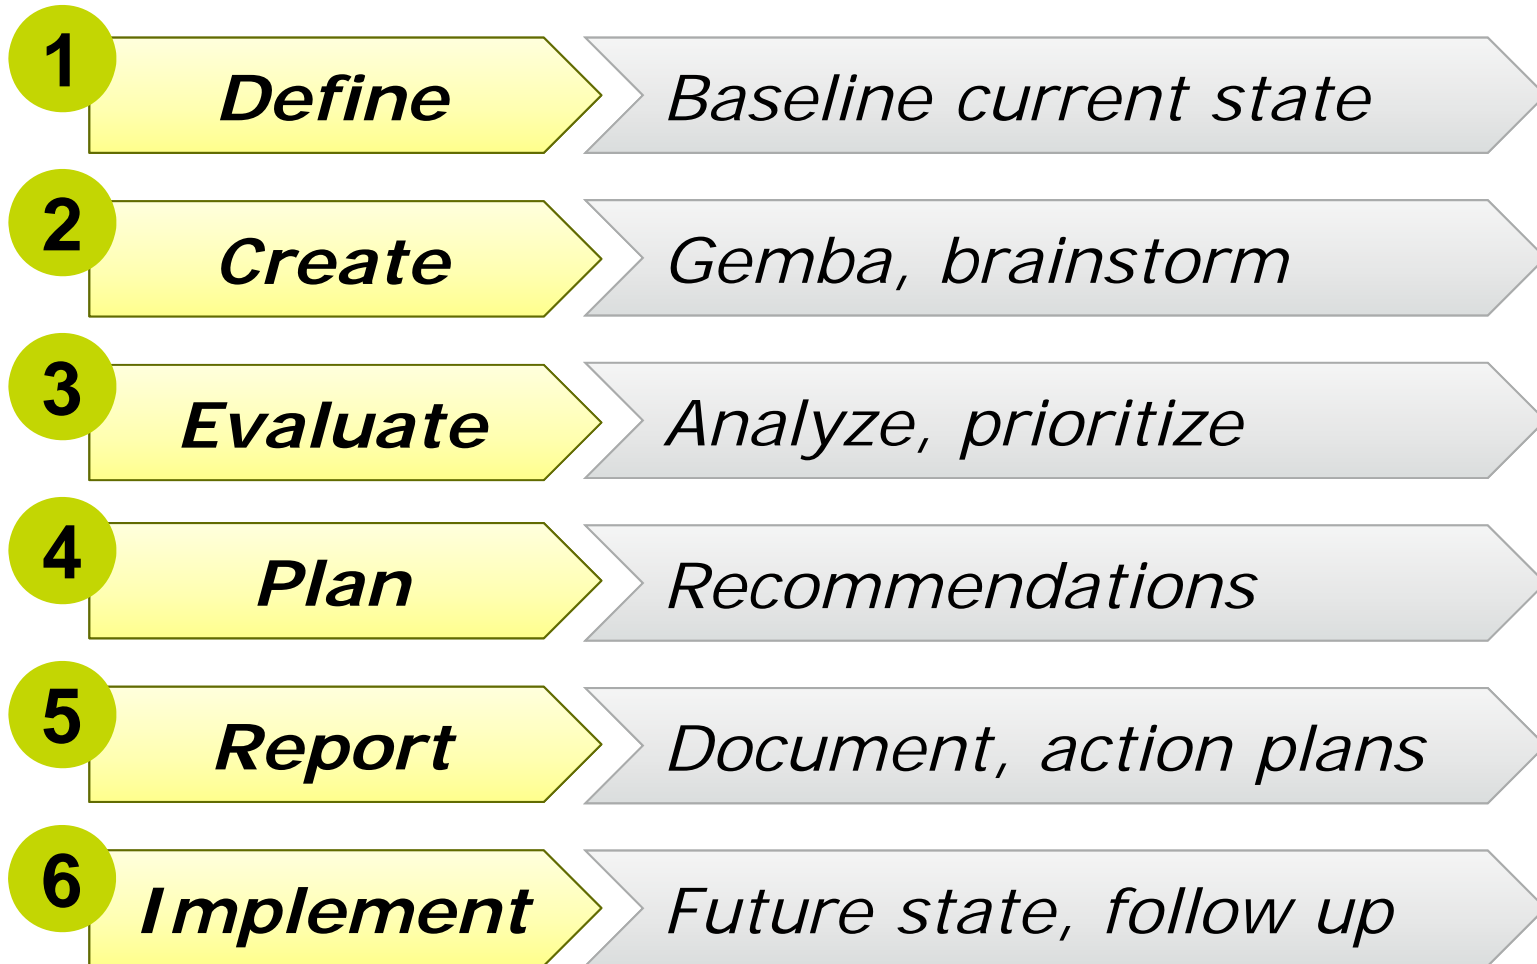 1
Define
Baseline current state
2
Create
Gemba, brainstorm
3
Evaluate
Analyze, prioritize
4
Plan
Recommendations
5
Report
Document, action plans
6
Implement
Future state, follow up